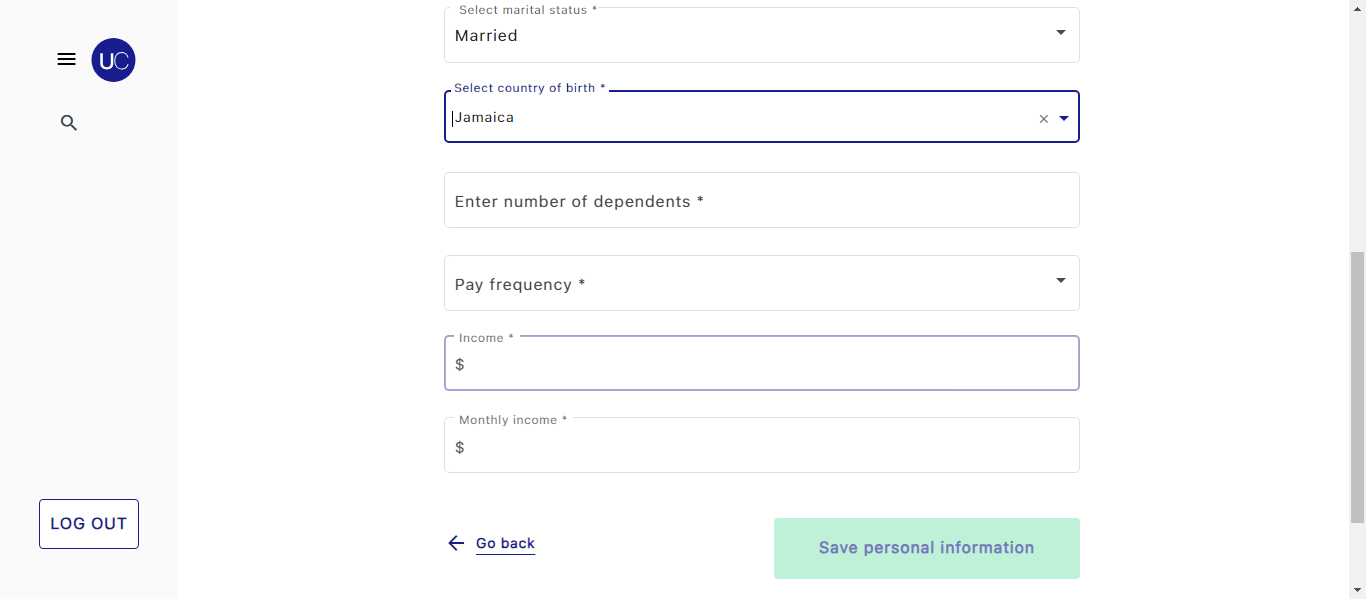 Select marital status *
Married
UC
Select country of birth *
Jamaica
Enter number of dependents *
Pay frequency *
Income *
$
Monthly income *
$
LOG OUT
Go back
Save personal information